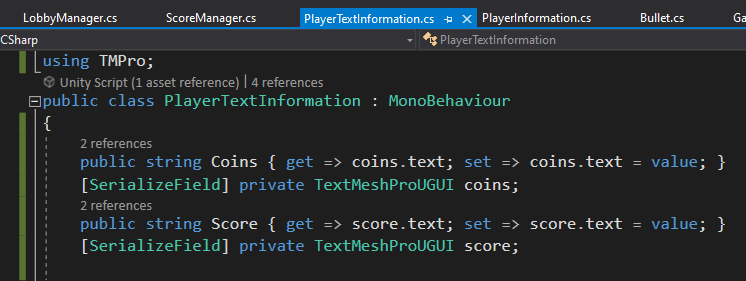 LobbyManager.cs ScoreManager.cs PlayerTextInformation.cs PlayerInformation.cs Bullet.cs Ga
CSharp PlayerTextInformation
using TMPro;
Unity Script (1 asset reference) | 4 references
public class PlayerTextInformation : MonoBehaviour
{
2 references
public string Coins { get => coins.text; set => coins.text = value; }
[SerializeField] private TextMeshProUGUI coins;
2 references
public string Score { get => score.text; set => score.text = value; }
[SerializeField] private TextMeshProUGUI score;